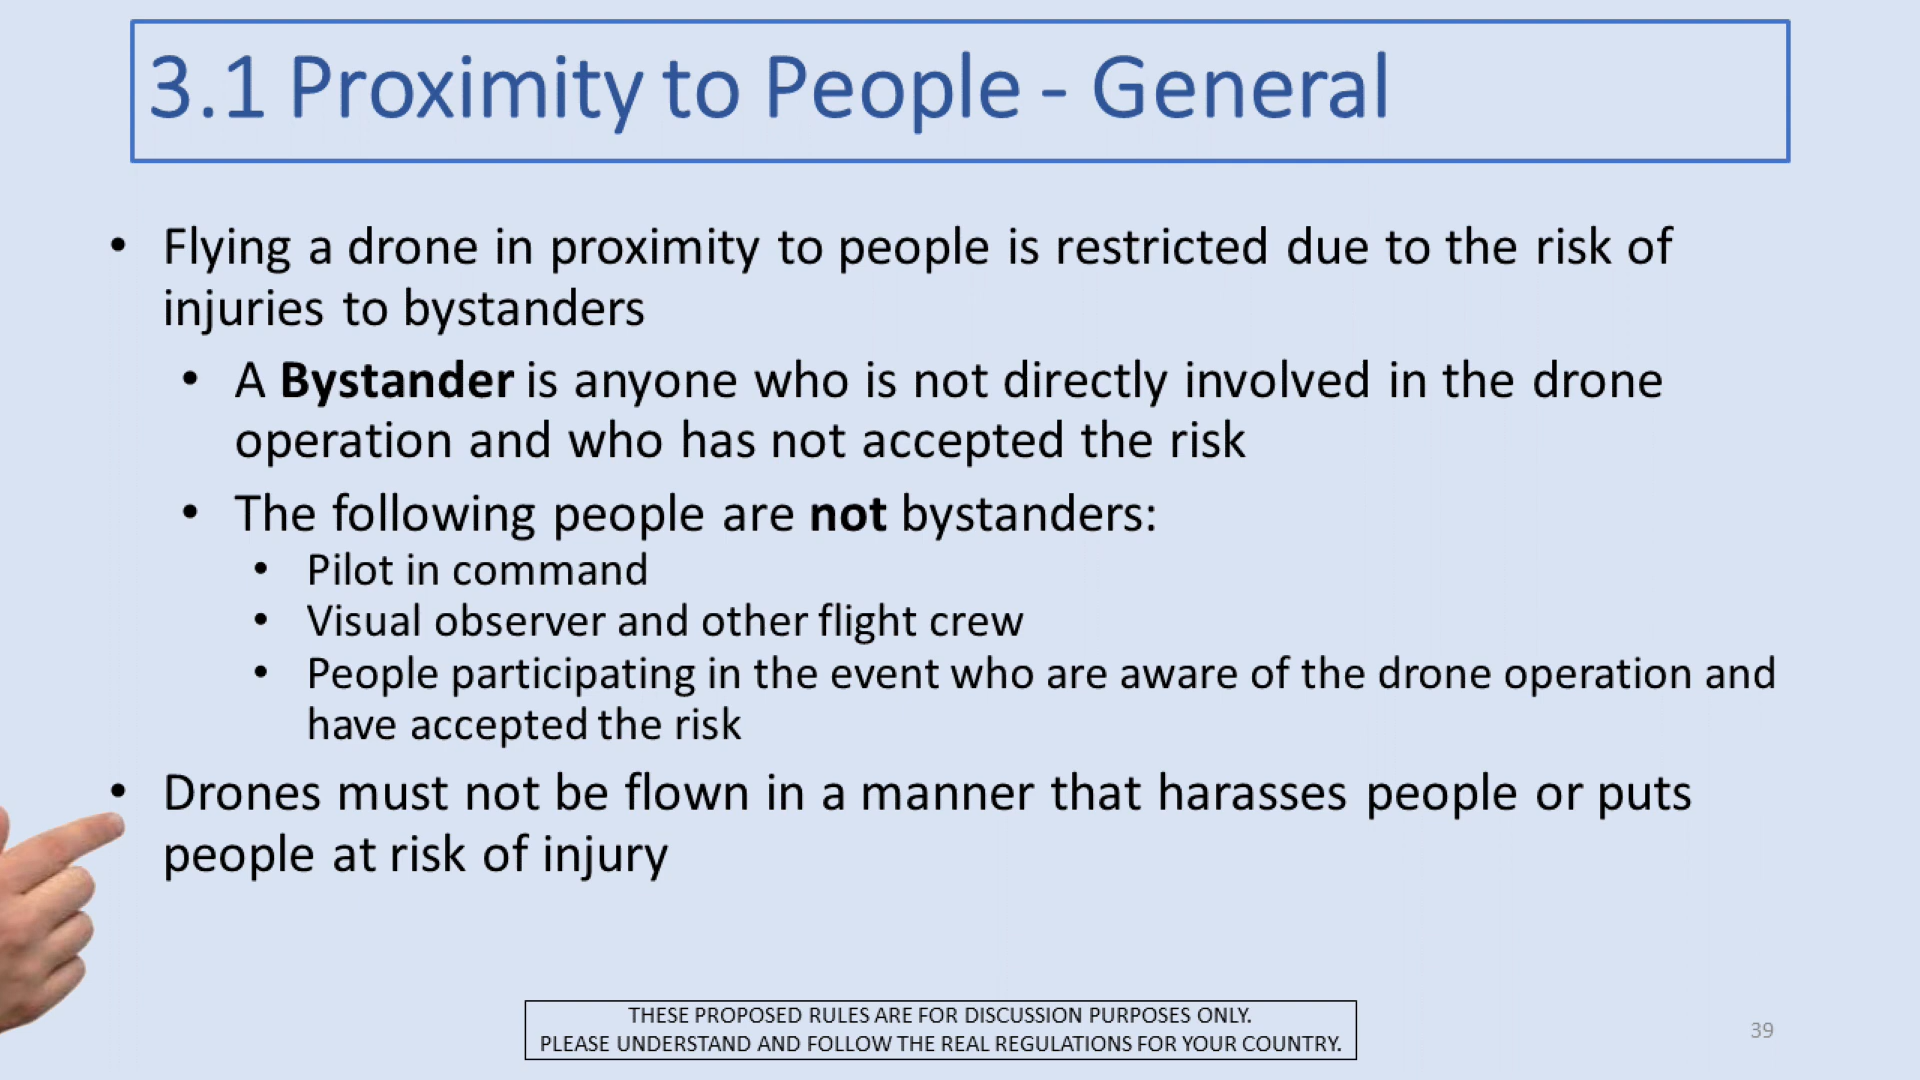 3.1 Proximity to People - General
• Flying a drone in proximity to people is restricted due to the risk of
injuries to bystanders
• A Bystander is anyone who is not directly involved in the drone
operation and who has not accepted the risk
• The following people are not bystanders:
• Pilot in command
• Visual observer and other flight crew
• People participating in the event who are aware of the drone operation and
have accepted the risk
• Drones must not be flown in a manner that harasses people or puts
people at risk of injury
THESE PROPOSED RULES ARE FOR DISCUSSION PURPOSES ONLY.
PLEASE UNDERSTAND AND FOLLOW THE REAL REGULATIONS FOR YOUR COUNTRY.
39